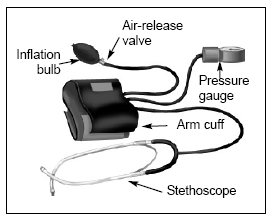 Air-release
valve
Inflation
bulb
Pressure
gauge
Arm cuff
Stethoscope